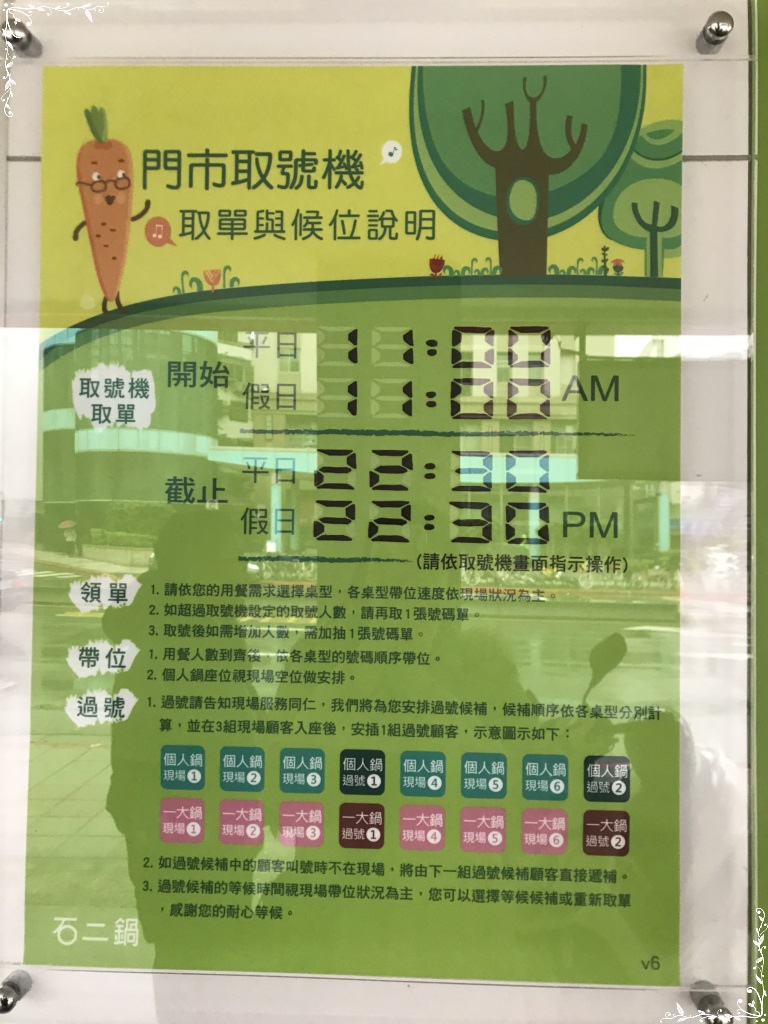 門市取號機
取單與候位說明
取號機
取單
開始
平日 11:00
假日 11:00 AM
截止
平日 22:30
假日 22:30 PM
(請依取號機畫面指示操作)
領單
1. 請依您的用餐需求選擇桌型，各桌型帶位速度依現場狀況為主。
2. 如超過取號機設定的取號人數，請再取1張號碼單。
3. 取號後如需增加人數，需加抽1張號碼單。
帶位
1. 用餐人數到齊後，依各桌型的號碼順序帶位。
2. 個人鍋座位視現場空位做安排。
過號
1. 過號請告知現場服務同仁，我們將為您安排過號候補，候補順序依各桌型分別計
算，並在3組現場顧客入座後，安插1組過號顧客，示意圖示如下：
個人鍋 個人鍋 個人鍋 個人鍋 個人鍋 個人鍋 個人鍋 個人鍋
現場1 現場2 現場3 過號1 現場4 現場5 現場6 過號2
一大鍋 一大鍋 一大鍋 一大鍋 一大鍋 一大鍋 一大鍋 一大鍋
現場1 現場2 現場3 過號1 現場4 現場5 現場6 過號2
2. 如過號候補中的顧客叫號時不在現場，將由下一組過號候補顧客直接遞補。
3. 過號候補的等候時間視現場帶位狀況為主，您可以選擇等候候補或重新取單
，感謝您的耐心等候。
石二鍋
v6